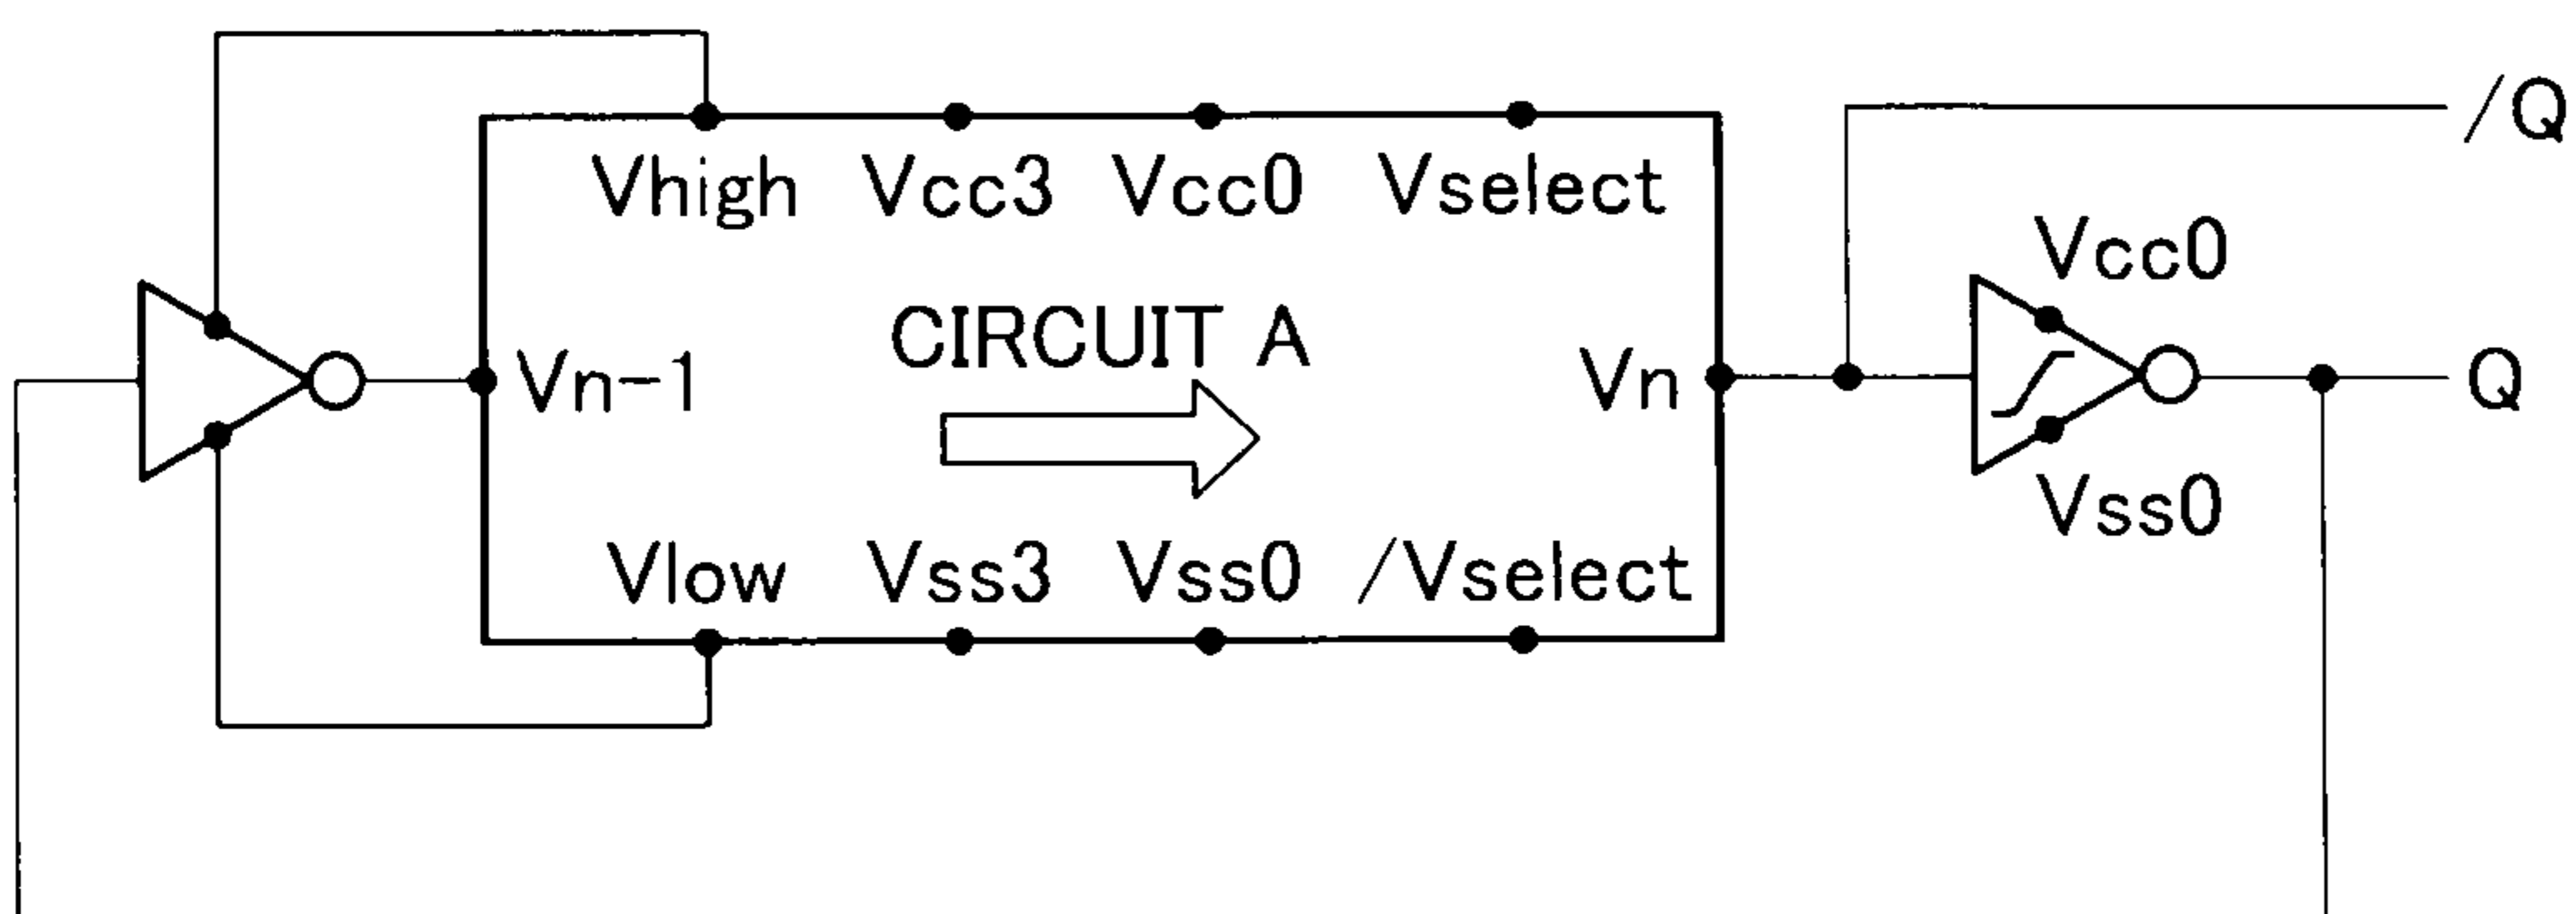 /Q
Vhigh Vcc3 Vcc0 Vselect
Vcc0
CIRCUIT A
Vn-1
Vn
Q
Vss0
Vlow Vss3 Vss0 /Vselect